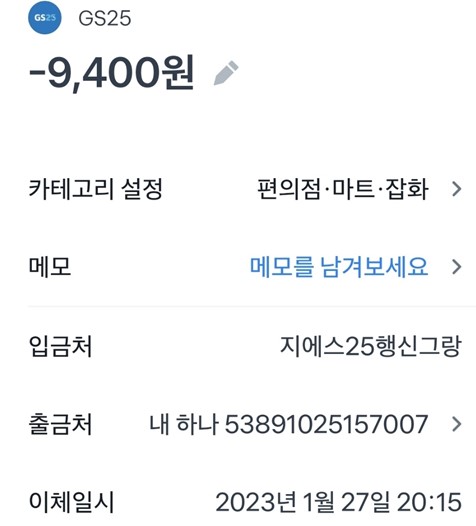 GS25 GS25
-9,400원
카테고리 설정 편의점·마트·잡화 >
메모 메모를 남겨보세요 >
입금처 지에스25행신그랑
출금처 내 하나 53891025157007 >
이체일시 2023년 1월 27일 20:15